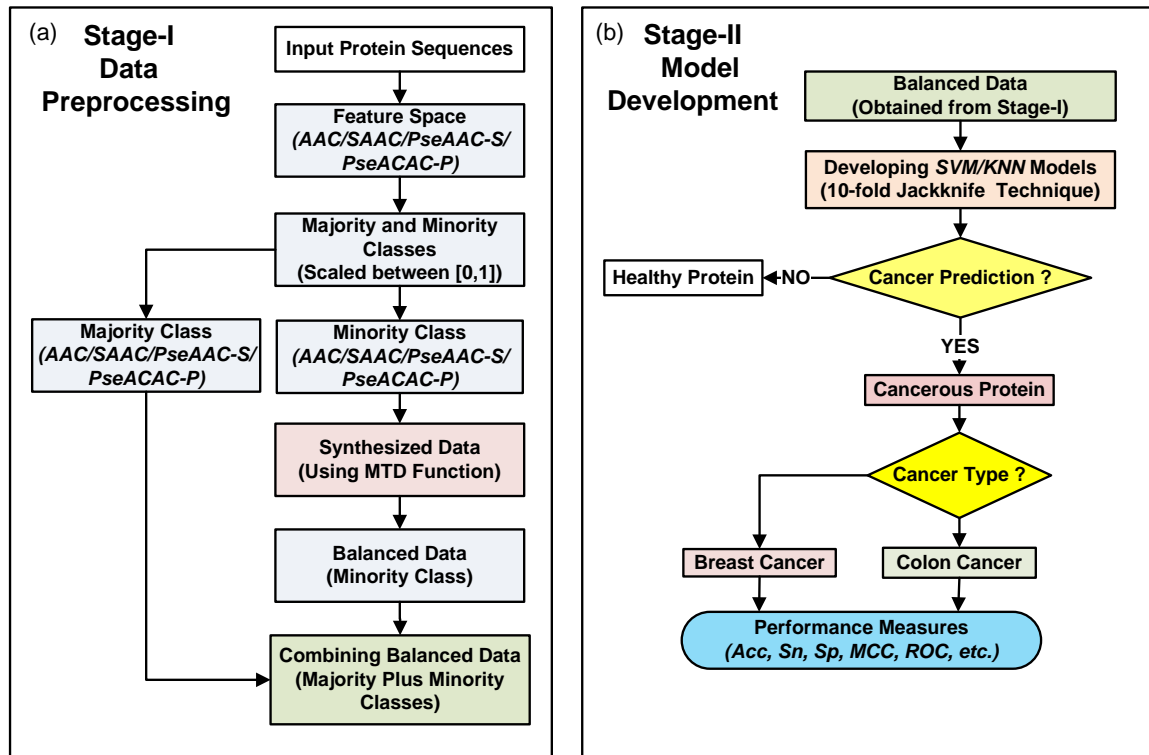 (a)
Stage-I
Data
Preprocessing
Input Protein Sequences
Feature Space
(AAC/SAAC/PseAAC-S/
PseACAC-P)
Majority and Minority
Classes
(Scaled between [0,1])
Majority Class
(AAC/SAAC/PseAAC-S/
PseACAC-P)
Minority Class
(AAC/SAAC/PseAAC-S/
PseACAC-P)
Synthesized Data
(Using MTD Function)
Balanced Data
(Minority Class)
Combining Balanced Data
(Majority Plus Minority
Classes)
(b)
Stage-II
Model
Development
Balanced Data
(Obtained from Stage-I)
Developing SVM/KNN Models
(10-fold Jackknife Technique)
Cancer Prediction ?
NO
Healthy Protein
YES
Cancerous Protein
Cancer Type ?
Breast Cancer
Colon Cancer
Performance Measures
(Acc, Sn, Sp, MCC, ROC, etc.)